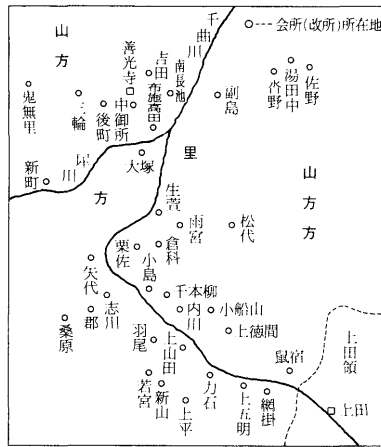 ○----会所(改所)所在地
千曲川
山方
善光寺
吉田
布施高田
南長池
鬼無里
三輪
後町
中御所
副島
沓野
湯田中
佐野
新町
犀川
大塚
里方
山方
生萱
雨宮
松代
栗佐
倉科
矢代
小島
千本柳
小船山
郡
志川
内川
上徳間
桑原
羽尾
上山田
鼠宿
上田領
若宮
新山
上平
力石
上五明
網掛
上田